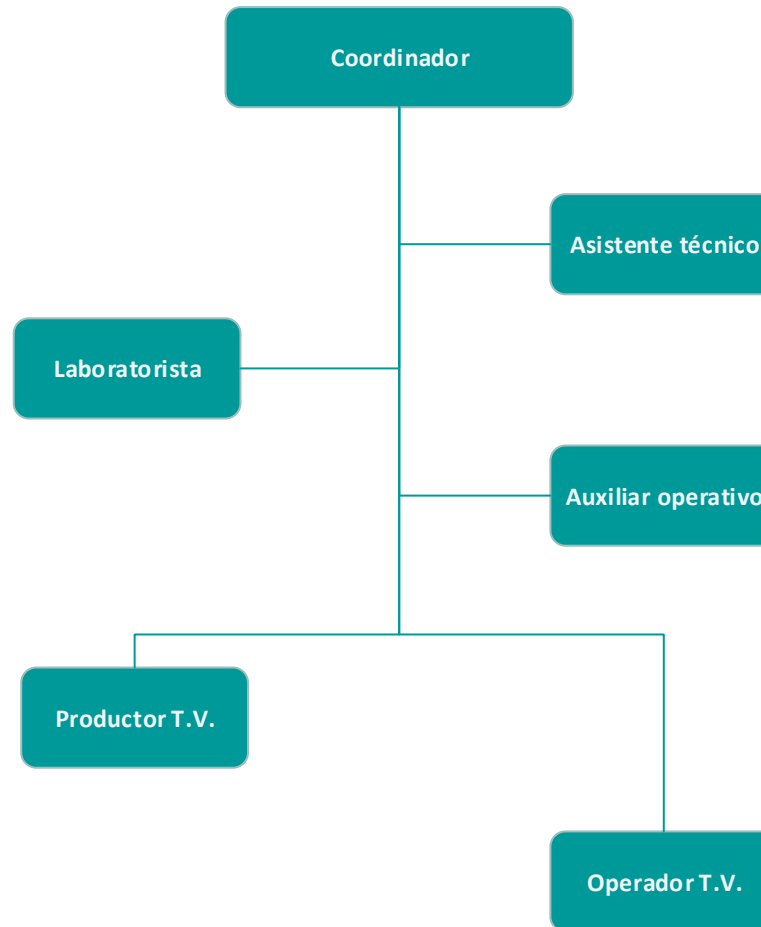 Coordinador
Asistente técnico
Laboratorista
Auxiliar operativo
Productor T.V.
Operador T.V.